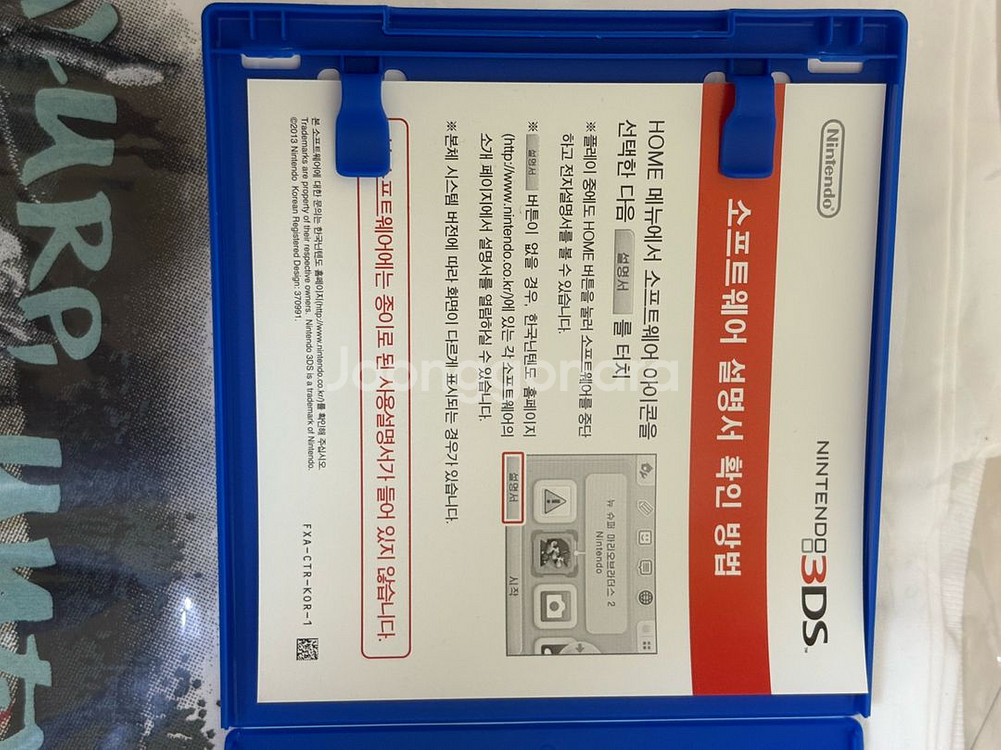 Nintendo
NINTENDO 3DS™
소프트웨어 설명서 확인 방법
HOME 메뉴에서 소프트웨어 아이콘을
선택한 다음 설명서 를 터치
※ 플레이 중에도 HOME 버튼을 눌러 소프트웨어를 중단
하고 전자설명서를 볼 수 있습니다.
※ 설명서 버튼이 없을 경우, 한국닌텐도 홈페이지
(http://www.nintendo.co.kr/)에 있는 각 소프트웨어의
소개 페이지에서 설명서를 열람하실 수 있습니다.
※ 본체 시스템 버전에 따라 화면이 다르게 표시되는 경우가 있습니다.
뉴 슈퍼 마리오브라더스 2
Nintendo
설명서
시작
소프트웨어에는 종이로 된 사용설명서가 들어 있지 않습니다.
본 소프트웨어에 대한 문의는 한국닌텐도 홈페이지(http://www.nintendo.co.kr/)를 확인해 주십시오.
Trademarks are property of their respective owners. Nintendo 3DS is a trademark of Nintendo.
©2013 Nintendo Korean Registered Design: 370991.
FXA-CTR-KOR-1
Joonggonara